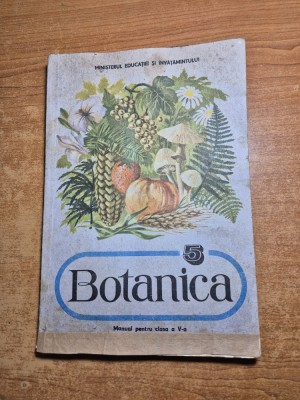 MINISTERUL EDUCAȚIEI ȘI ÎNVĂȚĂMÎNTULUI
5
Botanica
Manual pentru clasa a V-a